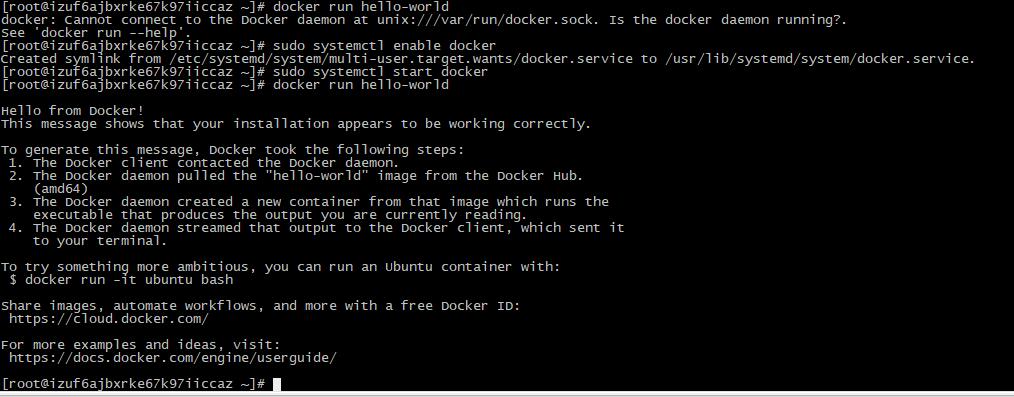 [root@izuf6ajbxrke67k97iiccaz ~]# docker run hello-world
docker: Cannot connect to the Docker daemon at unix:///var/run/docker.sock. Is the docker daemon running?.
See 'docker run --help'.
[root@izuf6ajbxrke67k97iiccaz ~]# sudo systemctl enable docker
Created symlink from /etc/systemd/system/multi-user.target.wants/docker.service to /usr/lib/systemd/system/docker.service.
[root@izuf6ajbxrke67k97iiccaz ~]# sudo systemctl start docker
[root@izuf6ajbxrke67k97iiccaz ~]# docker run hello-world

Hello from Docker!
This message shows that your installation appears to be working correctly.

To generate this message, Docker took the following steps:
 1. The Docker client contacted the Docker daemon.
 2. The Docker daemon pulled the "hello-world" image from the Docker Hub.
    (amd64)
 3. The Docker daemon created a new container from that image which runs the
    executable that produces the output you are currently reading.
 4. The Docker daemon streamed that output to the Docker client, which sent it
    to your terminal.

To try something more ambitious, you can run an Ubuntu container with:
 $ docker run -it ubuntu bash

Share images, automate workflows, and more with a free Docker ID:
 https://cloud.docker.com/

For more examples and ideas, visit:
 https://docs.docker.com/engine/userguide/

[root@izuf6ajbxrke67k97iiccaz ~]#